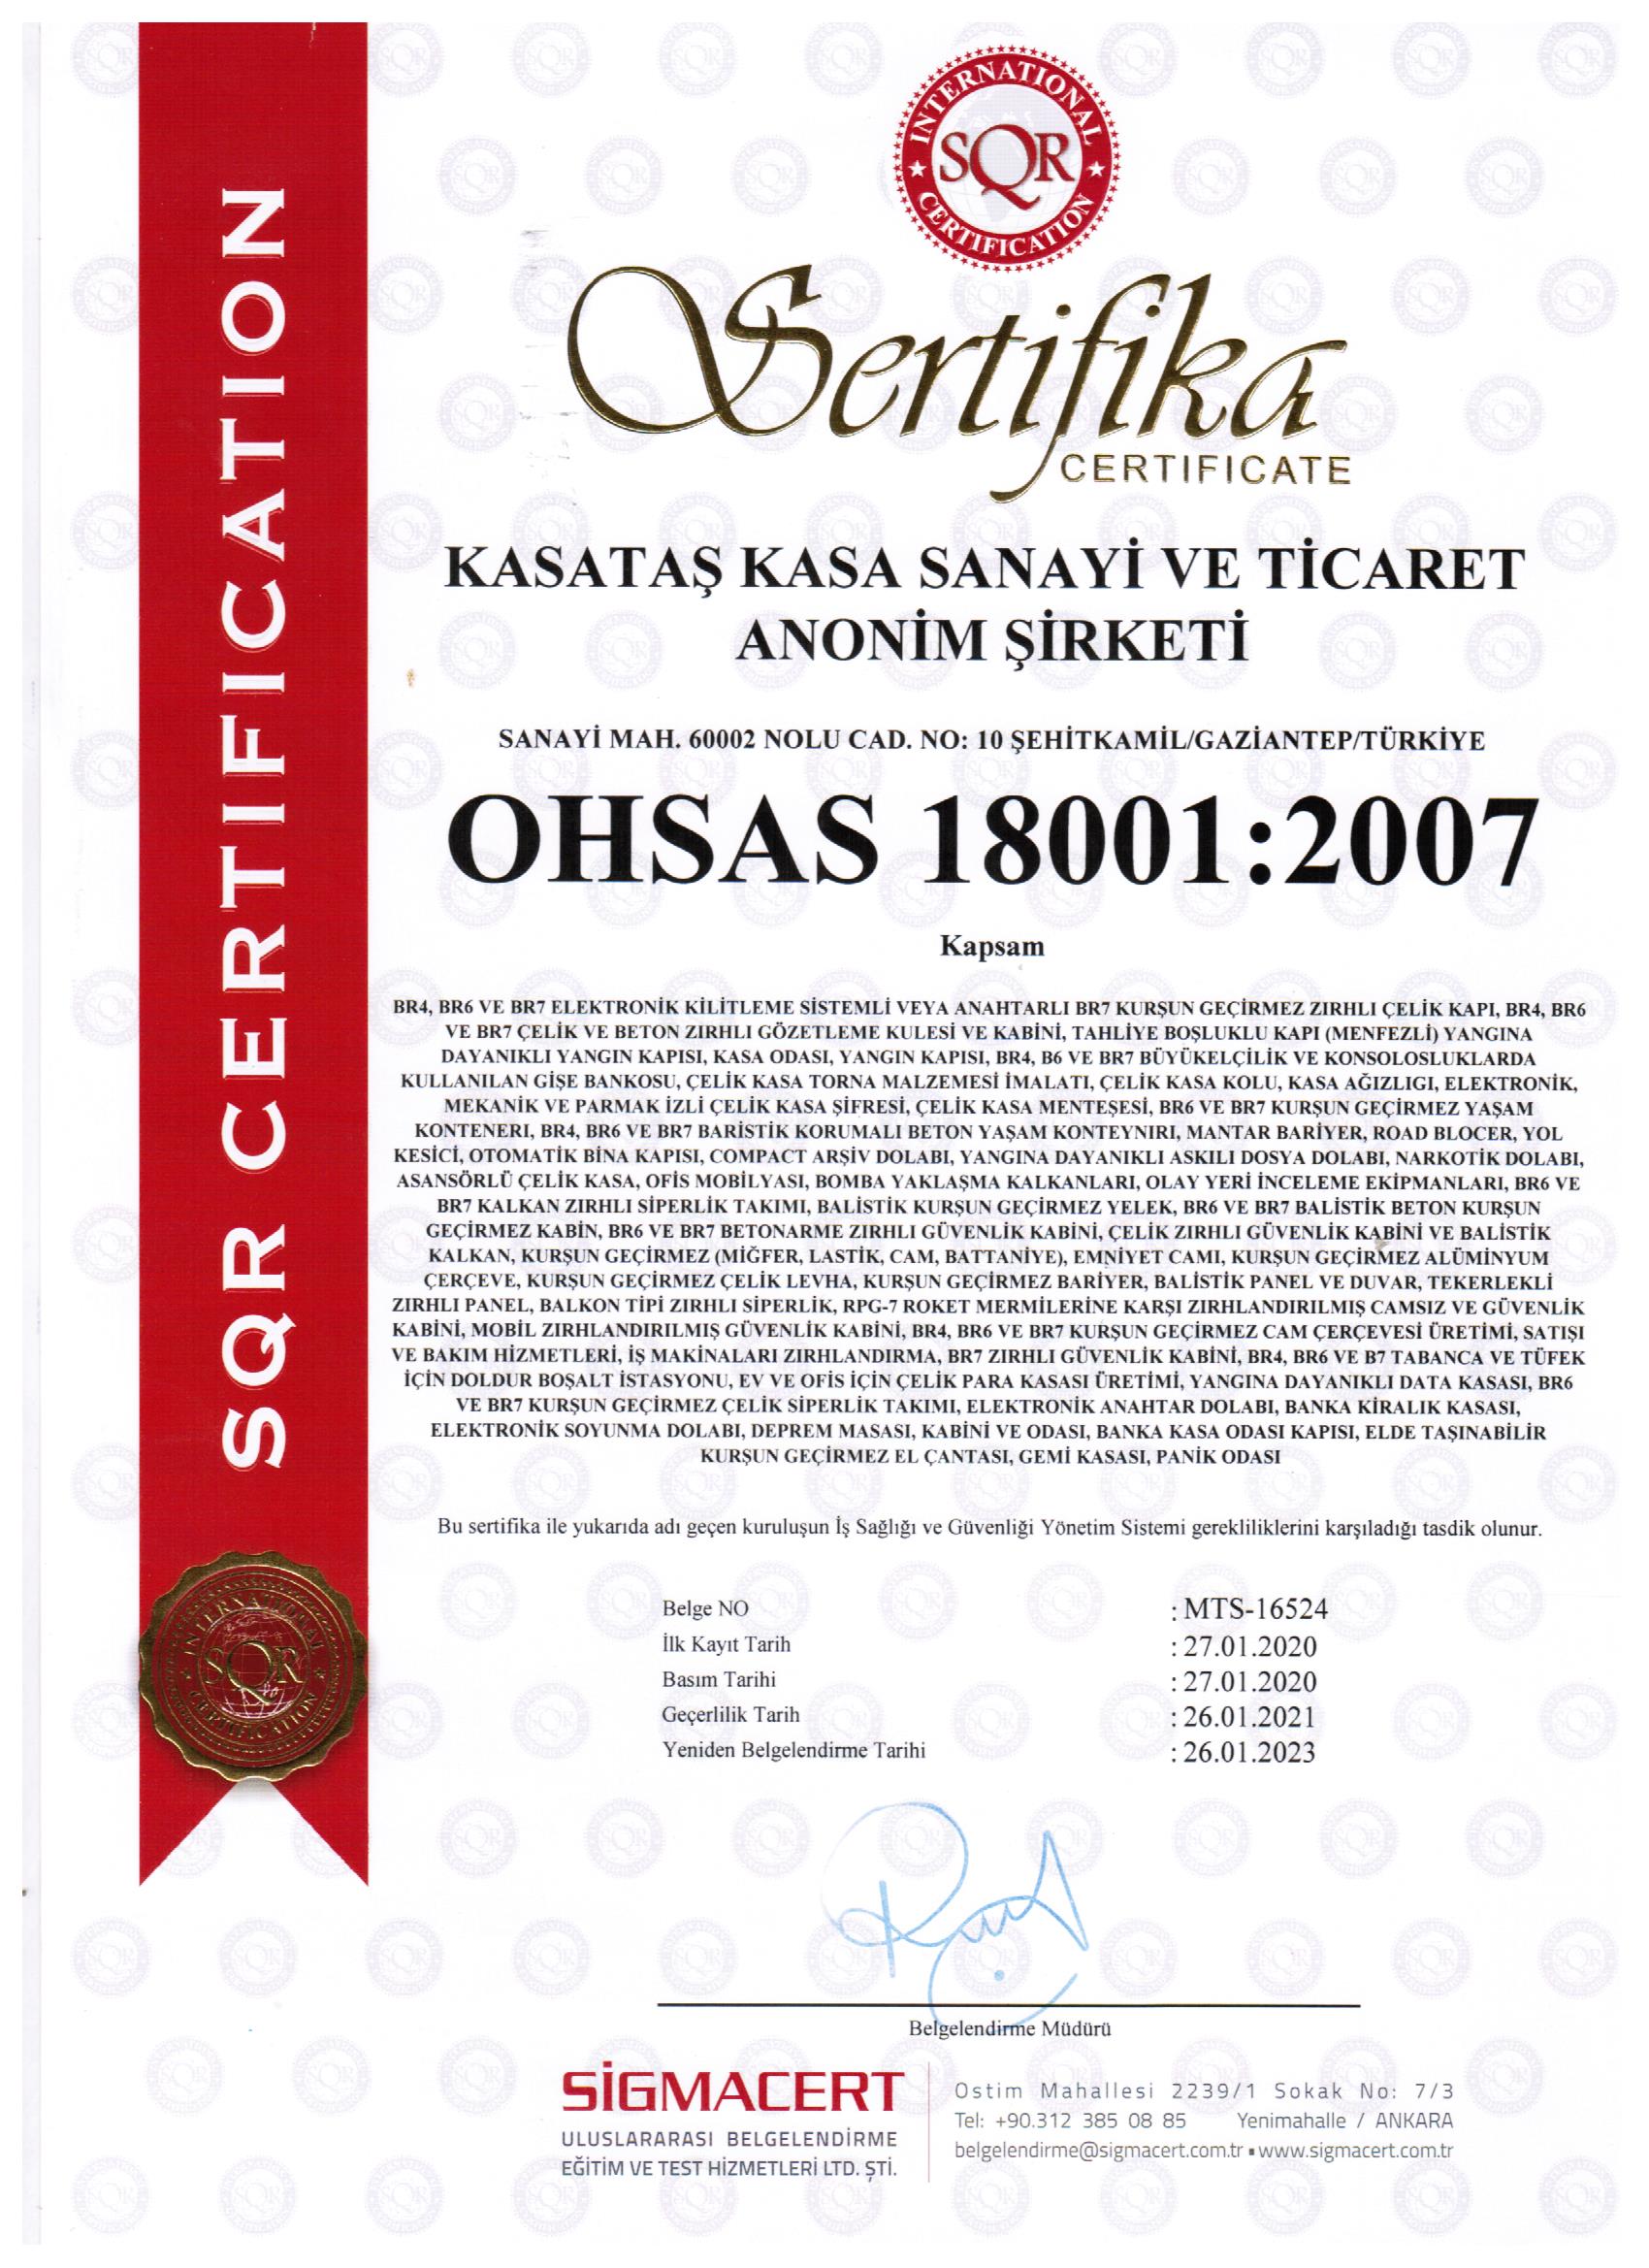 INTERNATIONAL
SQR
CERTIFICATION
Sertifika
CERTIFICATE
SQR CERTIFICATION
KASATAŞ KASA SANAYİ VE TİCARET
ANONİM ŞİRKETİ
SANAYİ MAH. 60002 NOLU CAD. NO: 10 ŞEHİTKAMİL/GAZİANTEP/TÜRKİYE
OHSAS 18001:2007
Kapsam
BR4, BR6 VE BR7 ELEKTRONİK KİLİTLEME SİSTEMLİ VEYA ANAHTARLI BR7 KURŞUN GEÇİRMEZ ZIRHLI ÇELİK KAPI, BR4, BR6
VE BR7 ÇELİK VE BETON ZIRHLI GÖZETLEME KULESİ VE KABİNİ, TAHLİYE BOŞLUKLU KAPI (MENFEZLİ) YANGINA
DAYANIKLI YANGIN KAPISI, KASA ODASI, YANGIN KAPISI, BR4, B6 VE BR7 BÜYÜKELÇİLİK VE KONSOLOSLUKLARDA
KULLANILAN GİŞE BANKOSU, ÇELİK KASA TORNA MALZEMESİ İMALATI, ÇELİK KASA KOLU, KASA AĞIZLIGI, ELEKTRONİK,
MEKANİK VE PARMAK İZLİ ÇELİK KASA ŞİFRESİ, ÇELİK KASA MENTEŞESİ, BR6 VE BR7 KURŞUN GEÇİRMEZ YAŞAM
KONTENERI, BR4, BR6 VE BR7 BARİSTİK KORUMALI BETON YAŞAM KONTEYNIRI, MANTAR BARİYER, ROAD BLOCER, YOL
KESİCİ, OTOMATİK BİNA KAPISI, COMPACT ARŞİV DOLABI, YANGINA DAYANIKLI ASKILI DOSYA DOLABI, NARKOTİK DOLABI,
ASANSÖRLÜ ÇELİK KASA, OFİS MOBİLYASI, BOMBA YAKLAŞMA KALKANLARI, OLAY YERİ İNCELEME EKİPMANLARI, BR6 VE
BR7 KALKAN ZIRHLI SİPERLİK TAKIMI, BALİSTİK KURŞUN GEÇİRMEZ YELEK, BR6 VE BR7 BALİSTİK BETON KURŞUN
GEÇİRMEZ KABİN, BR6 VE BR7 BETONARME ZIRHLI GÜVENLİK KABİNİ, ÇELİK ZIRHLI GÜVENLİK KABİNİ VE BALİSTİK
KALKAN, KURŞUN GEÇİRMEZ (MİĞFER, LASTİK, CAM, BATTANİYE), EMNİYET CAMI, KURŞUN GEÇİRMEZ ALÜMİNYUM
ÇERÇEVE, KURŞUN GEÇİRMEZ ÇELİK LEVHA, KURŞUN GEÇİRMEZ BARİYER, BALİSTİK PANEL VE DUVAR, TEKERLEKLİ
ZIRHLI PANEL, BALKON TİPİ ZIRHLI SİPERLİK, RPG-7 ROKET MERMİLERİNE KARŞI ZIRHLANDIRILMIŞ CAMSIZ VE GÜVENLİK
KABİNİ, MOBİL ZIRHLANDIRILMIŞ GÜVENLİK KABİNİ, BR4, BR6 VE BR7 KURŞUN GEÇİRMEZ CAM ÇERÇEVESİ ÜRETİMİ, SATIŞI
VE BAKIM HİZMETLERİ, İŞ MAKİNALARI ZIRHLANDIRMA, BR7 ZIRHLI GÜVENLİK KABİNİ, BR4, BR6 VE B7 TABANCA VE TÜFEK
İÇİN DOLDUR BOŞALT İSTASYONU, EV VE OFİS İÇİN ÇELİK PARA KASASI ÜRETİMİ, YANGINA DAYANIKLI DATA KASASI, BR6
VE BR7 KURŞUN GEÇİRMEZ ÇELİK SİPERLİK TAKIMI, ELEKTRONİK ANAHTAR DOLABI, BANKA KİRALIK KASASI,
ELEKTRONİK SOYUNMA DOLABI, DEPREM MASASI, KABİNİ VE ODASI, BANKA KASA ODASI KAPISI, ELDE TAŞINABİLİR
KURŞUN GEÇİRMEZ EL ÇANTASI, GEMİ KASASI, PANİK ODASI
Bu sertifika ile yukarıda adı geçen kuruluşun İş Sağlığı ve Güvenliği Yönetim Sistemi gerekliliklerini karşıladığı tasdik olunur.
Belge NO : MTS-16524
İlk Kayıt Tarih : 27.01.2020
Basım Tarihi : 27.01.2020
Geçerlilik Tarih : 26.01.2021
Yeniden Belgelendirme Tarihi : 26.01.2023
INTERNATIONAL
SQR
CERTIFICATION
Belgelendirme Müdürü
SİGMACERT
ULUSLARARASI BELGELENDİRME
EĞİTİM VE TEST HİZMETLERİ LTD. ŞTİ.
Ostim Mahallesi 2239/1 Sokak No: 7/3
Tel: +90.312 385 08 85 Yenimahalle / ANKARA
belgelendirme@sigmacert.com.tr ▪ www.sigmacert.com.tr